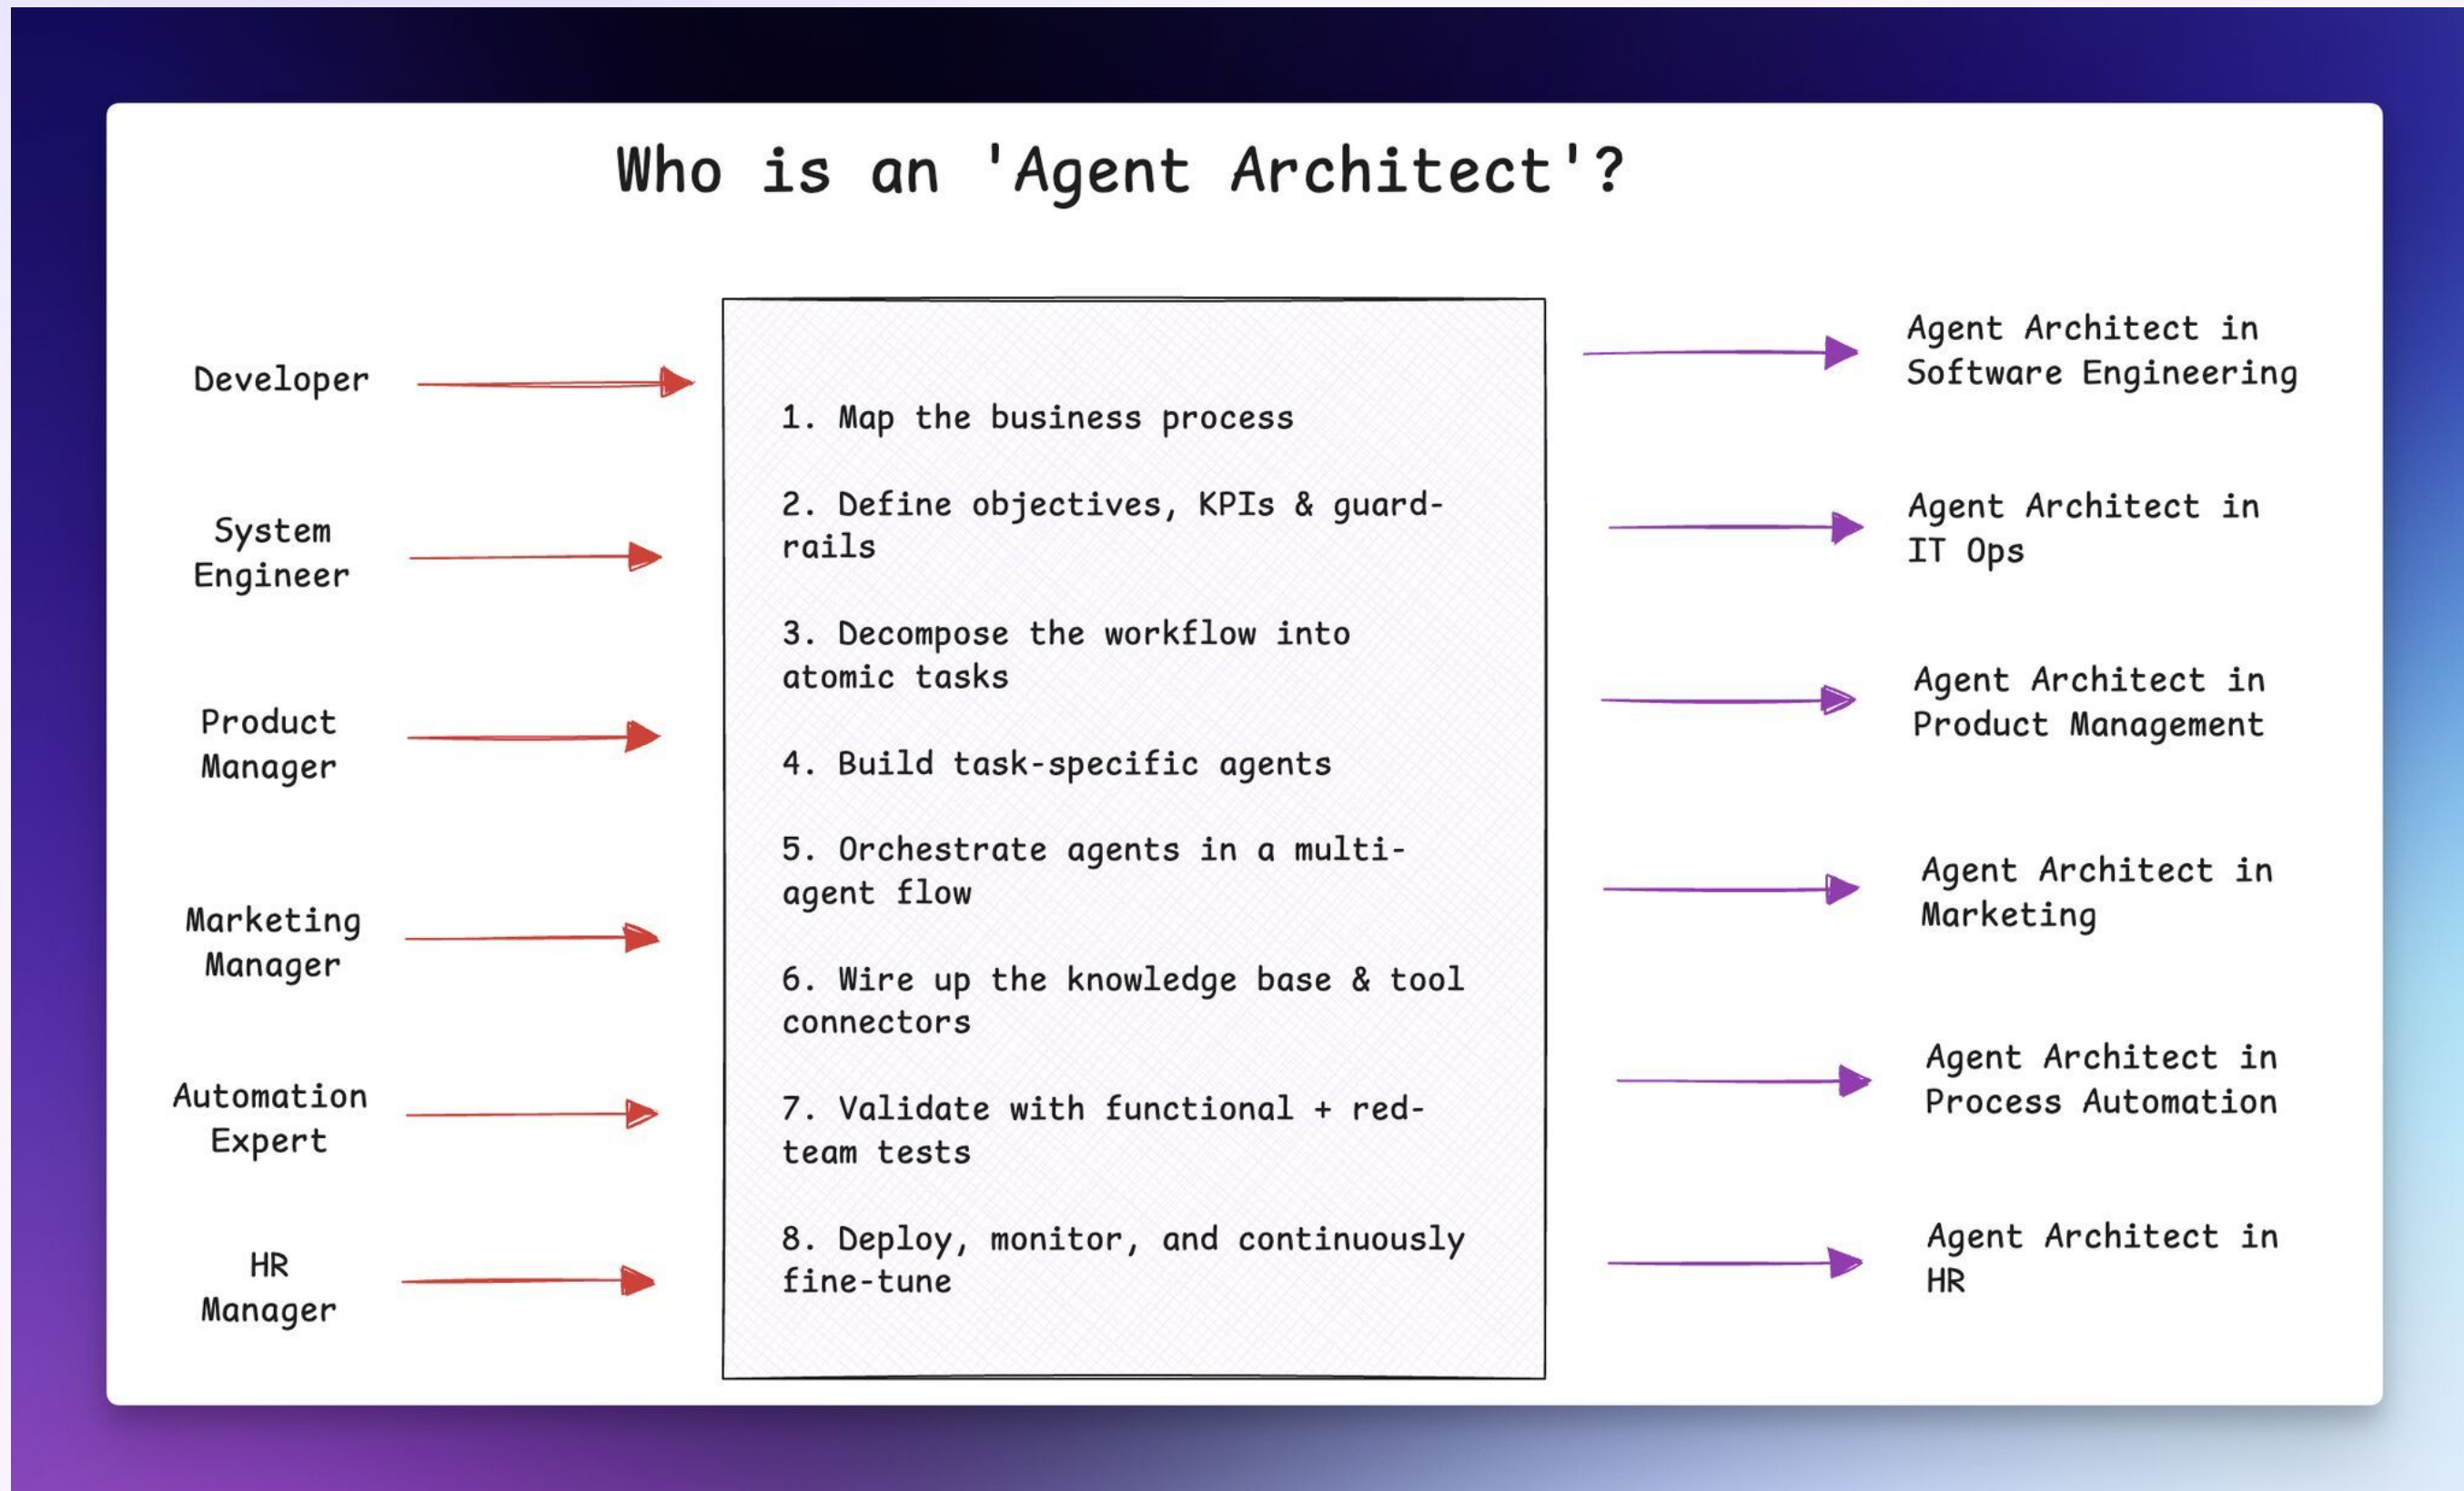 Who is an 'Agent Architect'?
Developer
System
Engineer
Product
Manager
Marketing
Manager
Automation
Expert
HR
Manager
1. Map the business process
2. Define objectives, KPIs & guard-
rails
3. Decompose the workflow into
atomic tasks
4. Build task-specific agents
5. Orchestrate agents in a multi-
agent flow
6. Wire up the knowledge base & tool
connectors
7. Validate with functional + red-
team tests
8. Deploy, monitor, and continuously
fine-tune
Agent Architect in
Software Engineering
Agent Architect in
IT Ops
Agent Architect in
Product Management
Agent Architect in
Marketing
Agent Architect in
Process Automation
Agent Architect in
HR